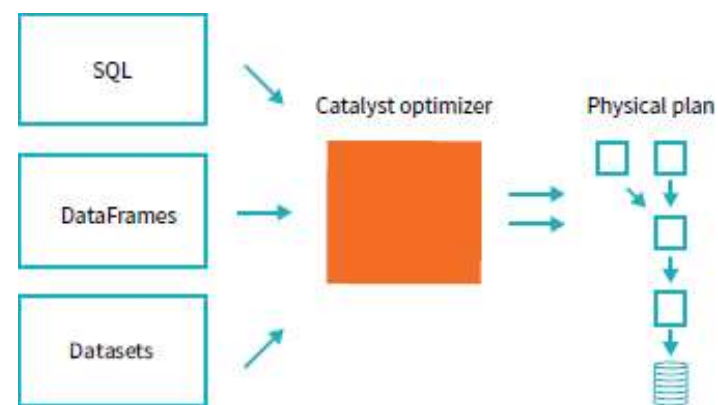 SQL
Catalyst optimizer
Physical plan
DataFrames
Datasets